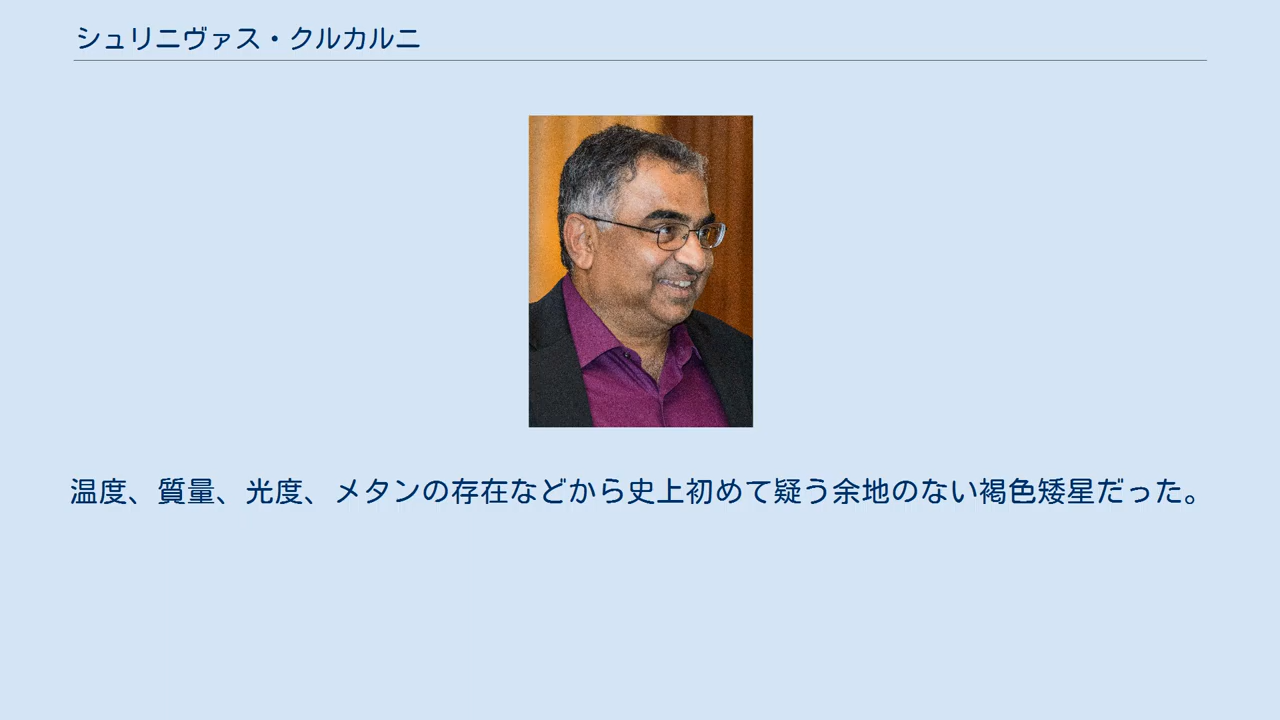 シュリニヴァス・クルカルニ
温度、質量、光度、メタンの存在などから史上初めて疑う余地のない褐色矮星だった。